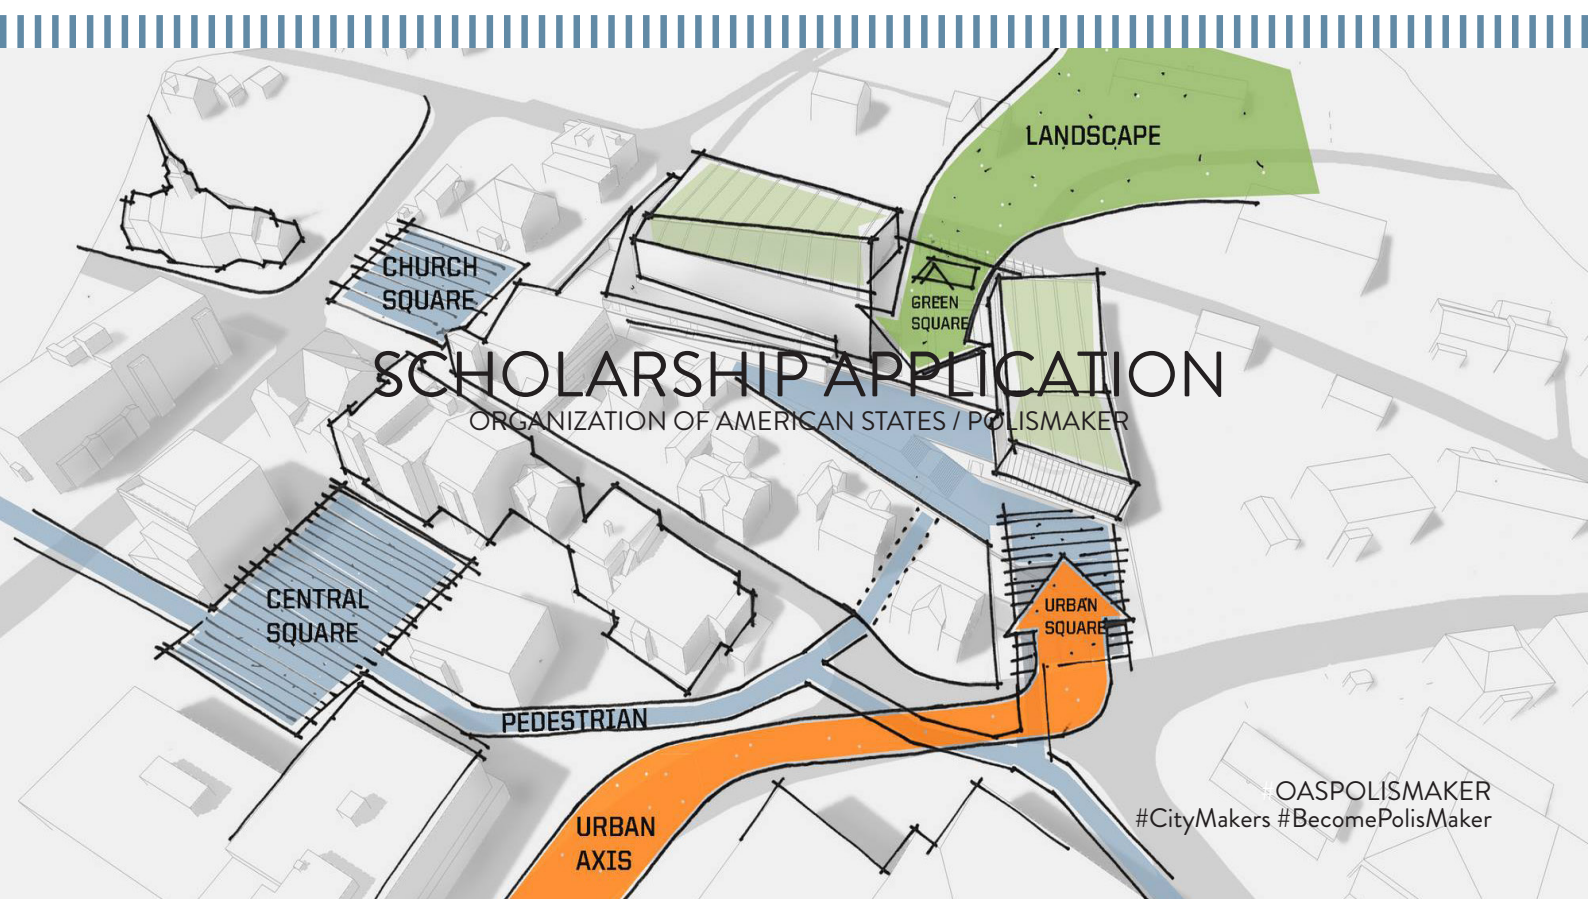 LANDSCAPE
CHURCH
SQUARE
GREEN
SQUARE
SCHOLARSHIP APPLICATION
ORGANIZATION OF AMERICAN STATES / POLISMAKER
CENTRAL
SQUARE
URBAN
SQUARE
PEDESTRIAN
URBAN
AXIS
#OASPOLISMAKER
#CityMakers #BecomePolisMaker